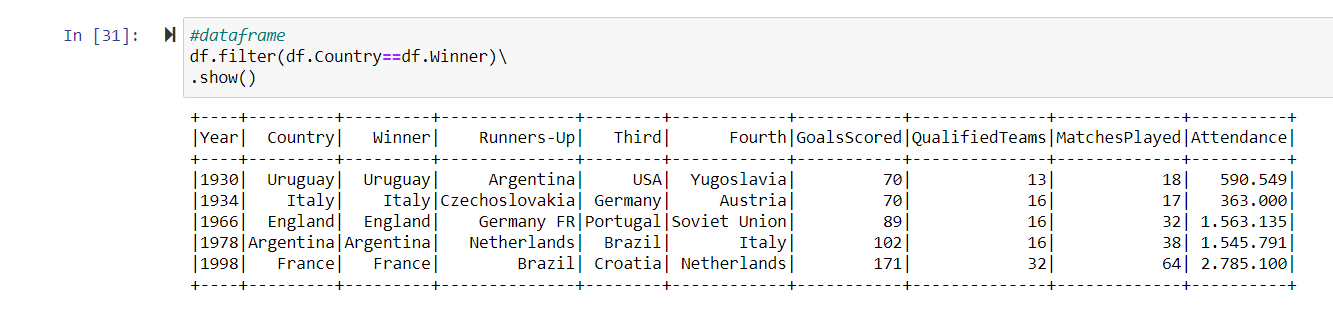 In [31]: #dataframe
df.filter(df.Country==df.Winner)\
.show()
+----+---------+---------+--------------+--------+------------+-----------+--------------+-------------+----------+
|Year|  Country|   Winner|    Runners-Up|   Third|      Fourth|GoalsScored|QualifiedTeams|MatchesPlayed|Attendance|
+----+---------+---------+--------------+--------+------------+-----------+--------------+-------------+----------+
|1930|  Uruguay|  Uruguay|     Argentina|     USA|  Yugoslavia|         70|            13|           18|   590.549|
|1934|    Italy|    Italy|Czechoslovakia| Germany|     Austria|         70|            16|           17|   363.000|
|1966|  England|  England|    Germany FR|Portugal|Soviet Union|         89|            16|           32| 1.563.135|
|1978|Argentina|Argentina|   Netherlands|  Brazil|       Italy|        102|            16|           38| 1.545.791|
|1998|   France|   France|        Brazil| Croatia| Netherlands|        171|            32|           64| 2.785.100|
+----+---------+---------+--------------+--------+------------+-----------+--------------+-------------+----------+